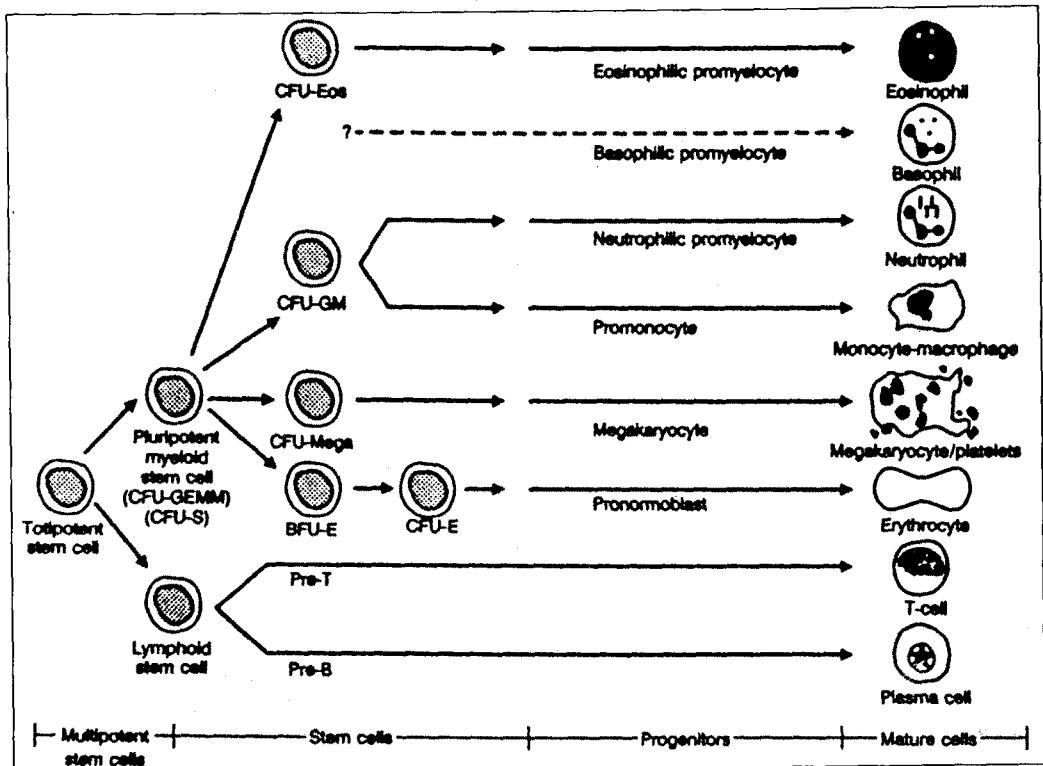 CFU-Eos
Eosinophilic promyelocyte
Eosinophil
?
Basophilic promyelocyte
Basophil
CFU-GM
Neutrophilic promyelocyte
Neutrophil
Promonocyte
Monocyte-macrophage
Pluripotent
myeloid
stem cell
(CFU-GEMM)
(CFU-S)
CFU-Mega
Megakaryocyte
Megakaryocyte/platelets
Totipotent
stem cell
BFU-E
CFU-E
Pronormoblast
Erythrocyte
Lymphoid
stem cell
Pre-T
T-cell
Pre-B
Plasma cell
Multipotent
stem cells
Stem cells
Progenitors
Mature cells